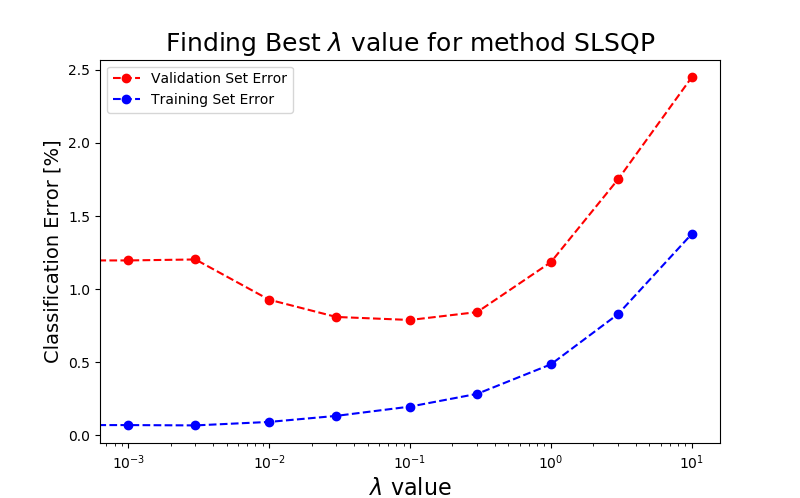 Finding Best λ value for method SLSQP
Validation Set Error
Training Set Error
Classification Error [%]
2.5
2.0
1.5
1.0
0.5
0.0
10⁻³ 10⁻² 10⁻¹ 10⁰ 10¹
λ value